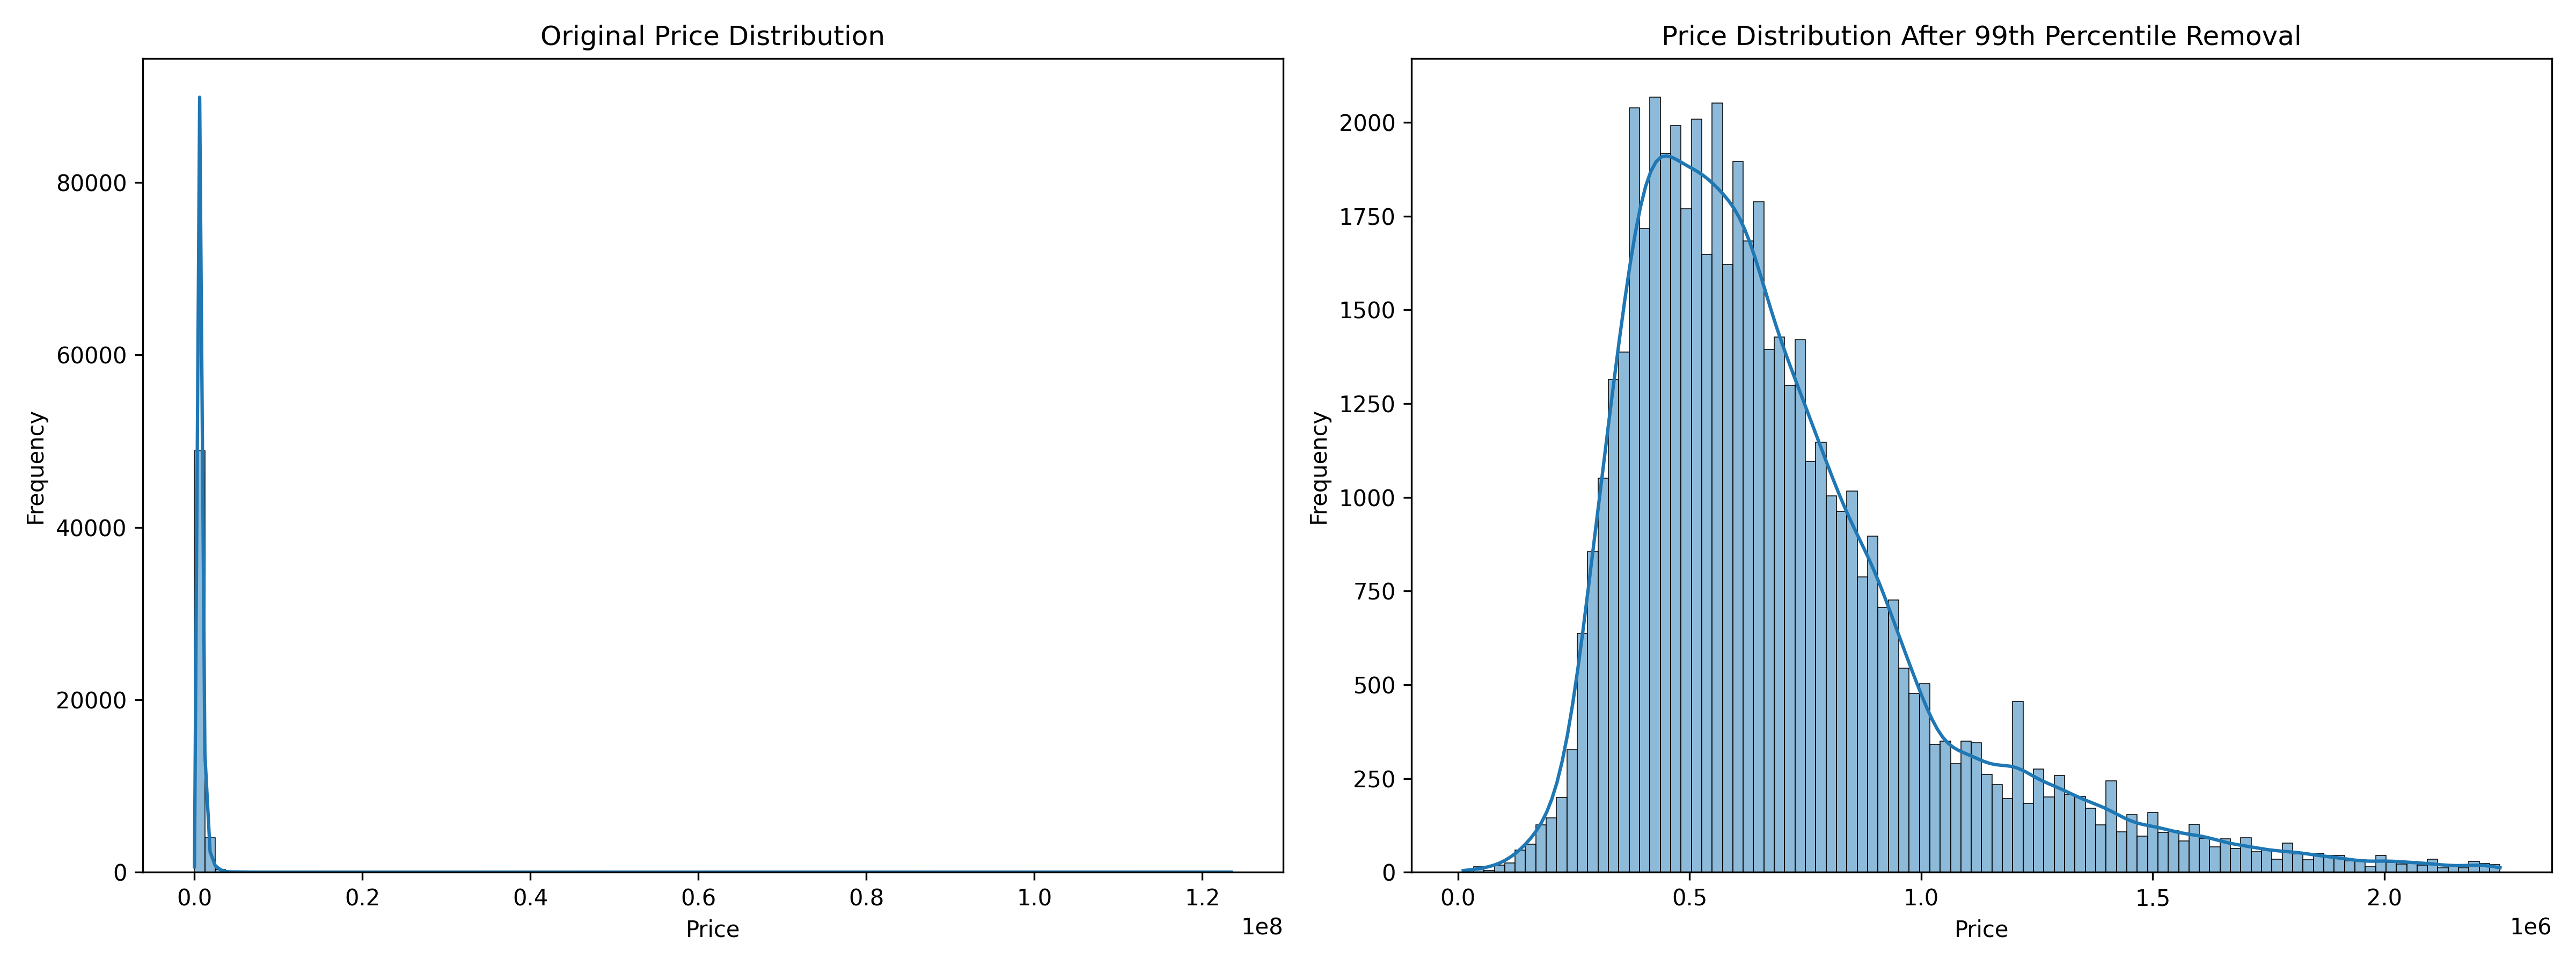 Original Price Distribution
Frequency
80000
60000
40000
20000
0
0.0 0.2 0.4 0.6 0.8 1.0 1.2
1e8
Price
Price Distribution After 99th Percentile Removal
Frequency
2000
1750
1500
1250
1000
750
500
250
0
0.0 0.5 1.0 1.5 2.0
1e6
Price